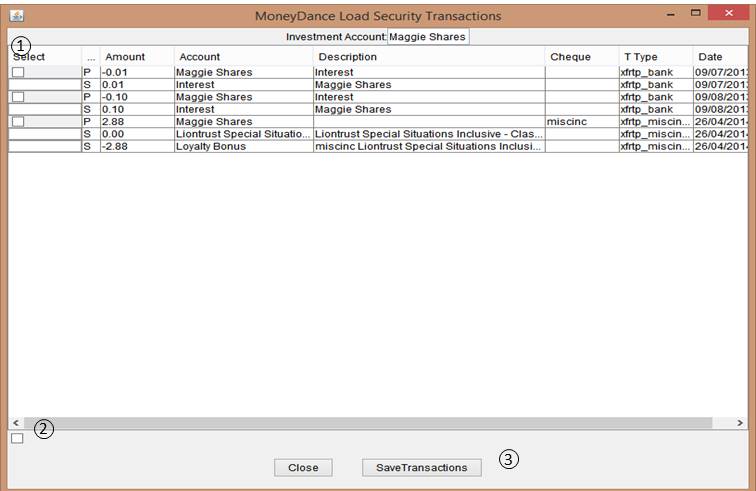 MoneyDance Load Security Transactions
Investment Account: Maggie Shares
1
Select ... Amount Account Description Cheque T Type Date
P -0.01 Maggie Shares Interest xfrtp_bank 09/07/201
S 0.01 Interest Maggie Shares xfrtp_bank 09/07/201
P -0.10 Maggie Shares Interest xfrtp_bank 09/08/201
S 0.10 Interest Maggie Shares xfrtp_bank 09/08/201
P 2.88 Maggie Shares miscinc xfrtp_miscin... 26/04/201
S 0.00 Liontrust Special Situatio... Liontrust Special Situations Inclusive - Clas... xfrtp_miscin... 26/04/201
S -2.88 Loyalty Bonus miscinc Liontrust Special Situations Inclusi... xfrtp_miscin... 26/04/201
2
Close SaveTransactions 3